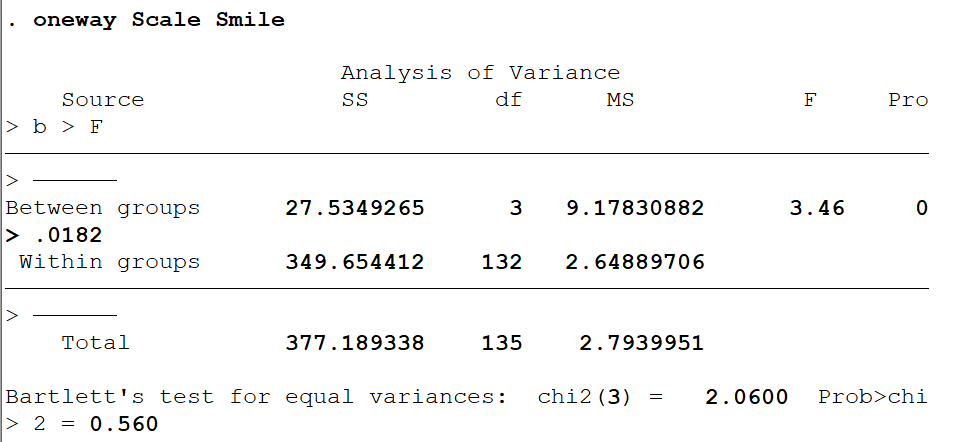 . oneway Scale Smile
Analysis of Variance
Source SS df MS F Pro
> b > F
>
Between groups 27.5349265 3 9.17830882 3.46 0
> .0182
Within groups 349.654412 132 2.64889706
>
Total 377.189338 135 2.7939951
Bartlett's test for equal variances: chi2(3) = 2.0600 Prob>chi
> 2 = 0.560